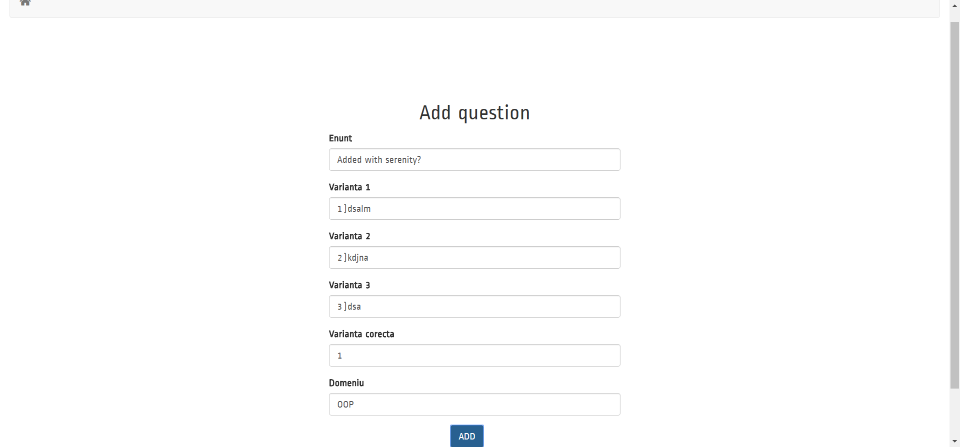 Add question
Enunt
Added with serenity?
Varianta 1
1]dsalm
Varianta 2
2]kdjna
Varianta 3
3]dsa
Varianta corecta
1
Domeniu
OOP
ADD